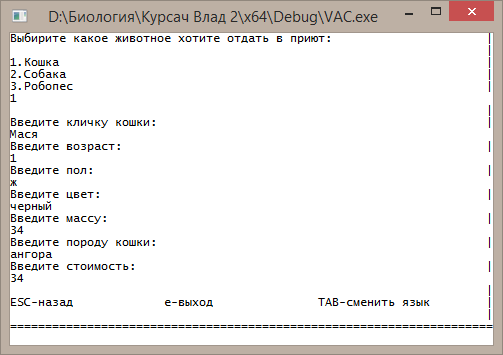 D:\Биология\Курсач Влад 2\x64\Debug\VAC.exe
Выбирите какое животное хотите отдать в приют: |
|
1.Кошка |
2.Собака |
3.Робопес |
1
|
Введите кличку кошки: |
Мася
Введите возраст: |
1
Введите пол: |
ж
Введите цвет: |
черный
Введите массу: |
34
Введите породу кошки: |
ангора
Введите стоимость: |
34
|
ESC-назад е-выход TAB-сменить язык |
|
=====================================================================